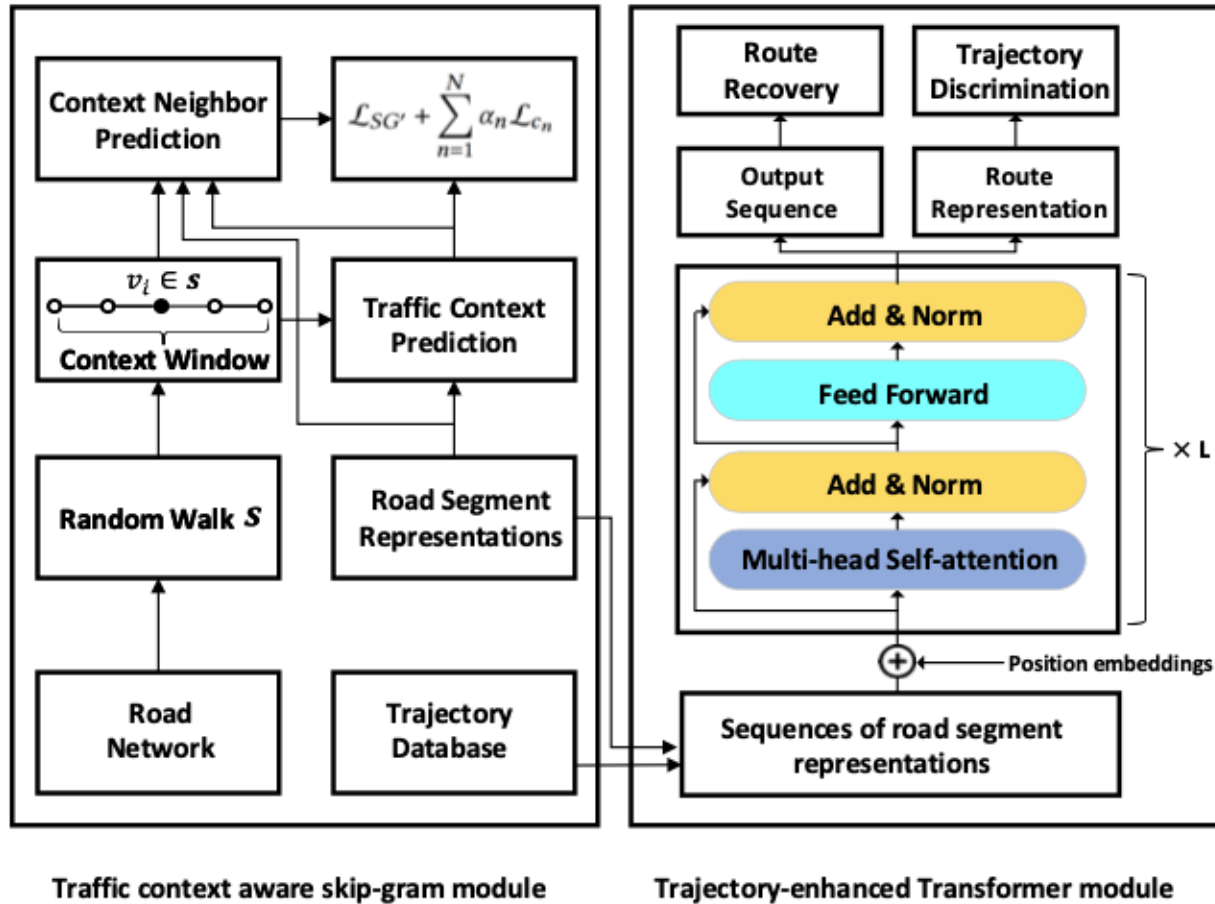 Context Neighbor
Prediction
ℒ_{SG′} + ∑_{n=1}^{N} α_n ℒ_{c_n}
v_i ∈ s
Context Window
Traffic Context
Prediction
Random Walk S
Road Segment
Representations
Road
Network
Trajectory
Database
Traffic context aware skip-gram module
Route
Recovery
Trajectory
Discrimination
Output
Sequence
Route
Representation
Add & Norm
Feed Forward
Add & Norm
Multi-head Self-attention
× L
Position embeddings
Sequences of road segment
representations
Trajectory-enhanced Transformer module